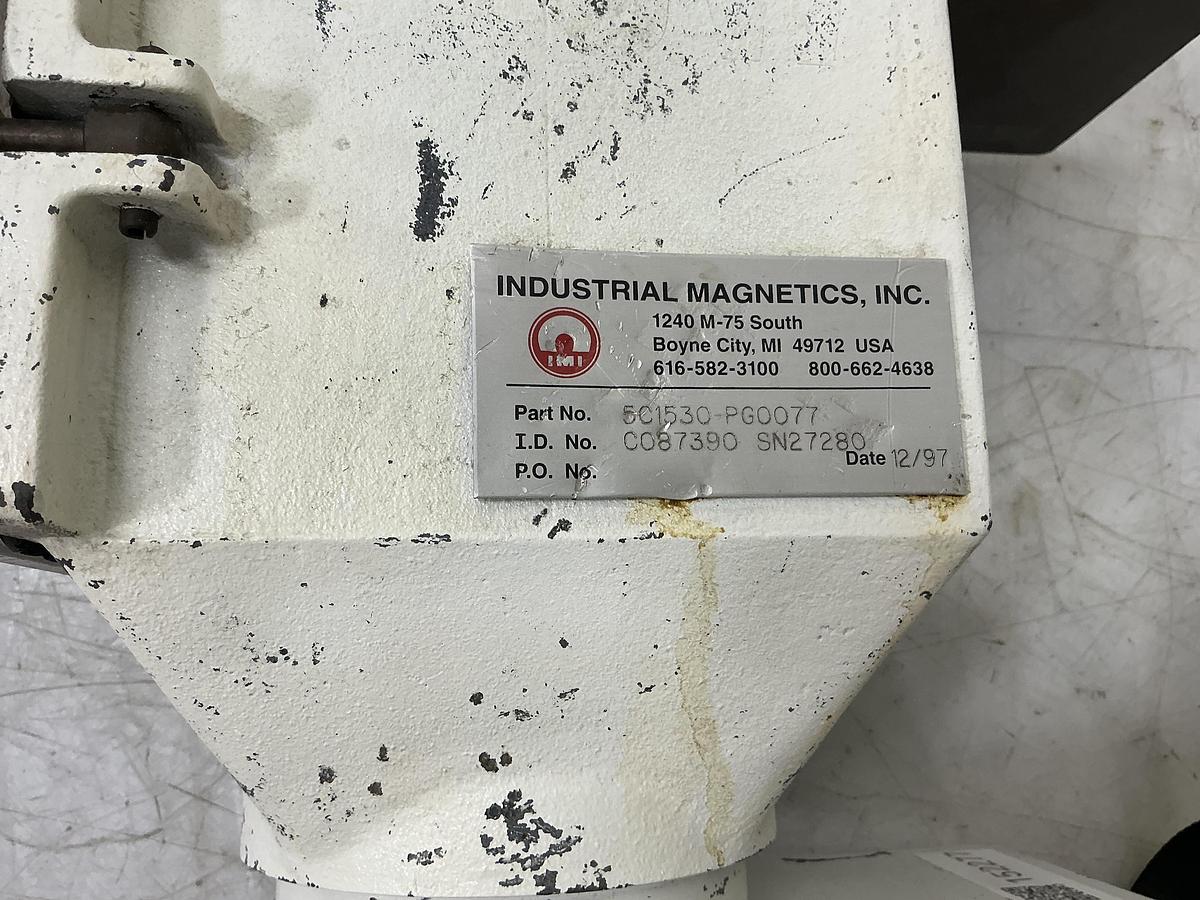 INDUSTRIAL MAGNETICS, INC.
IMI
1240 M-75 South
Boyne City, MI 49712 USA
616-582-3100 800-662-4638
Part No. 5C1530-PG0077
I.D. No. C087390 SN27280
Date 12/97
P.O. No.